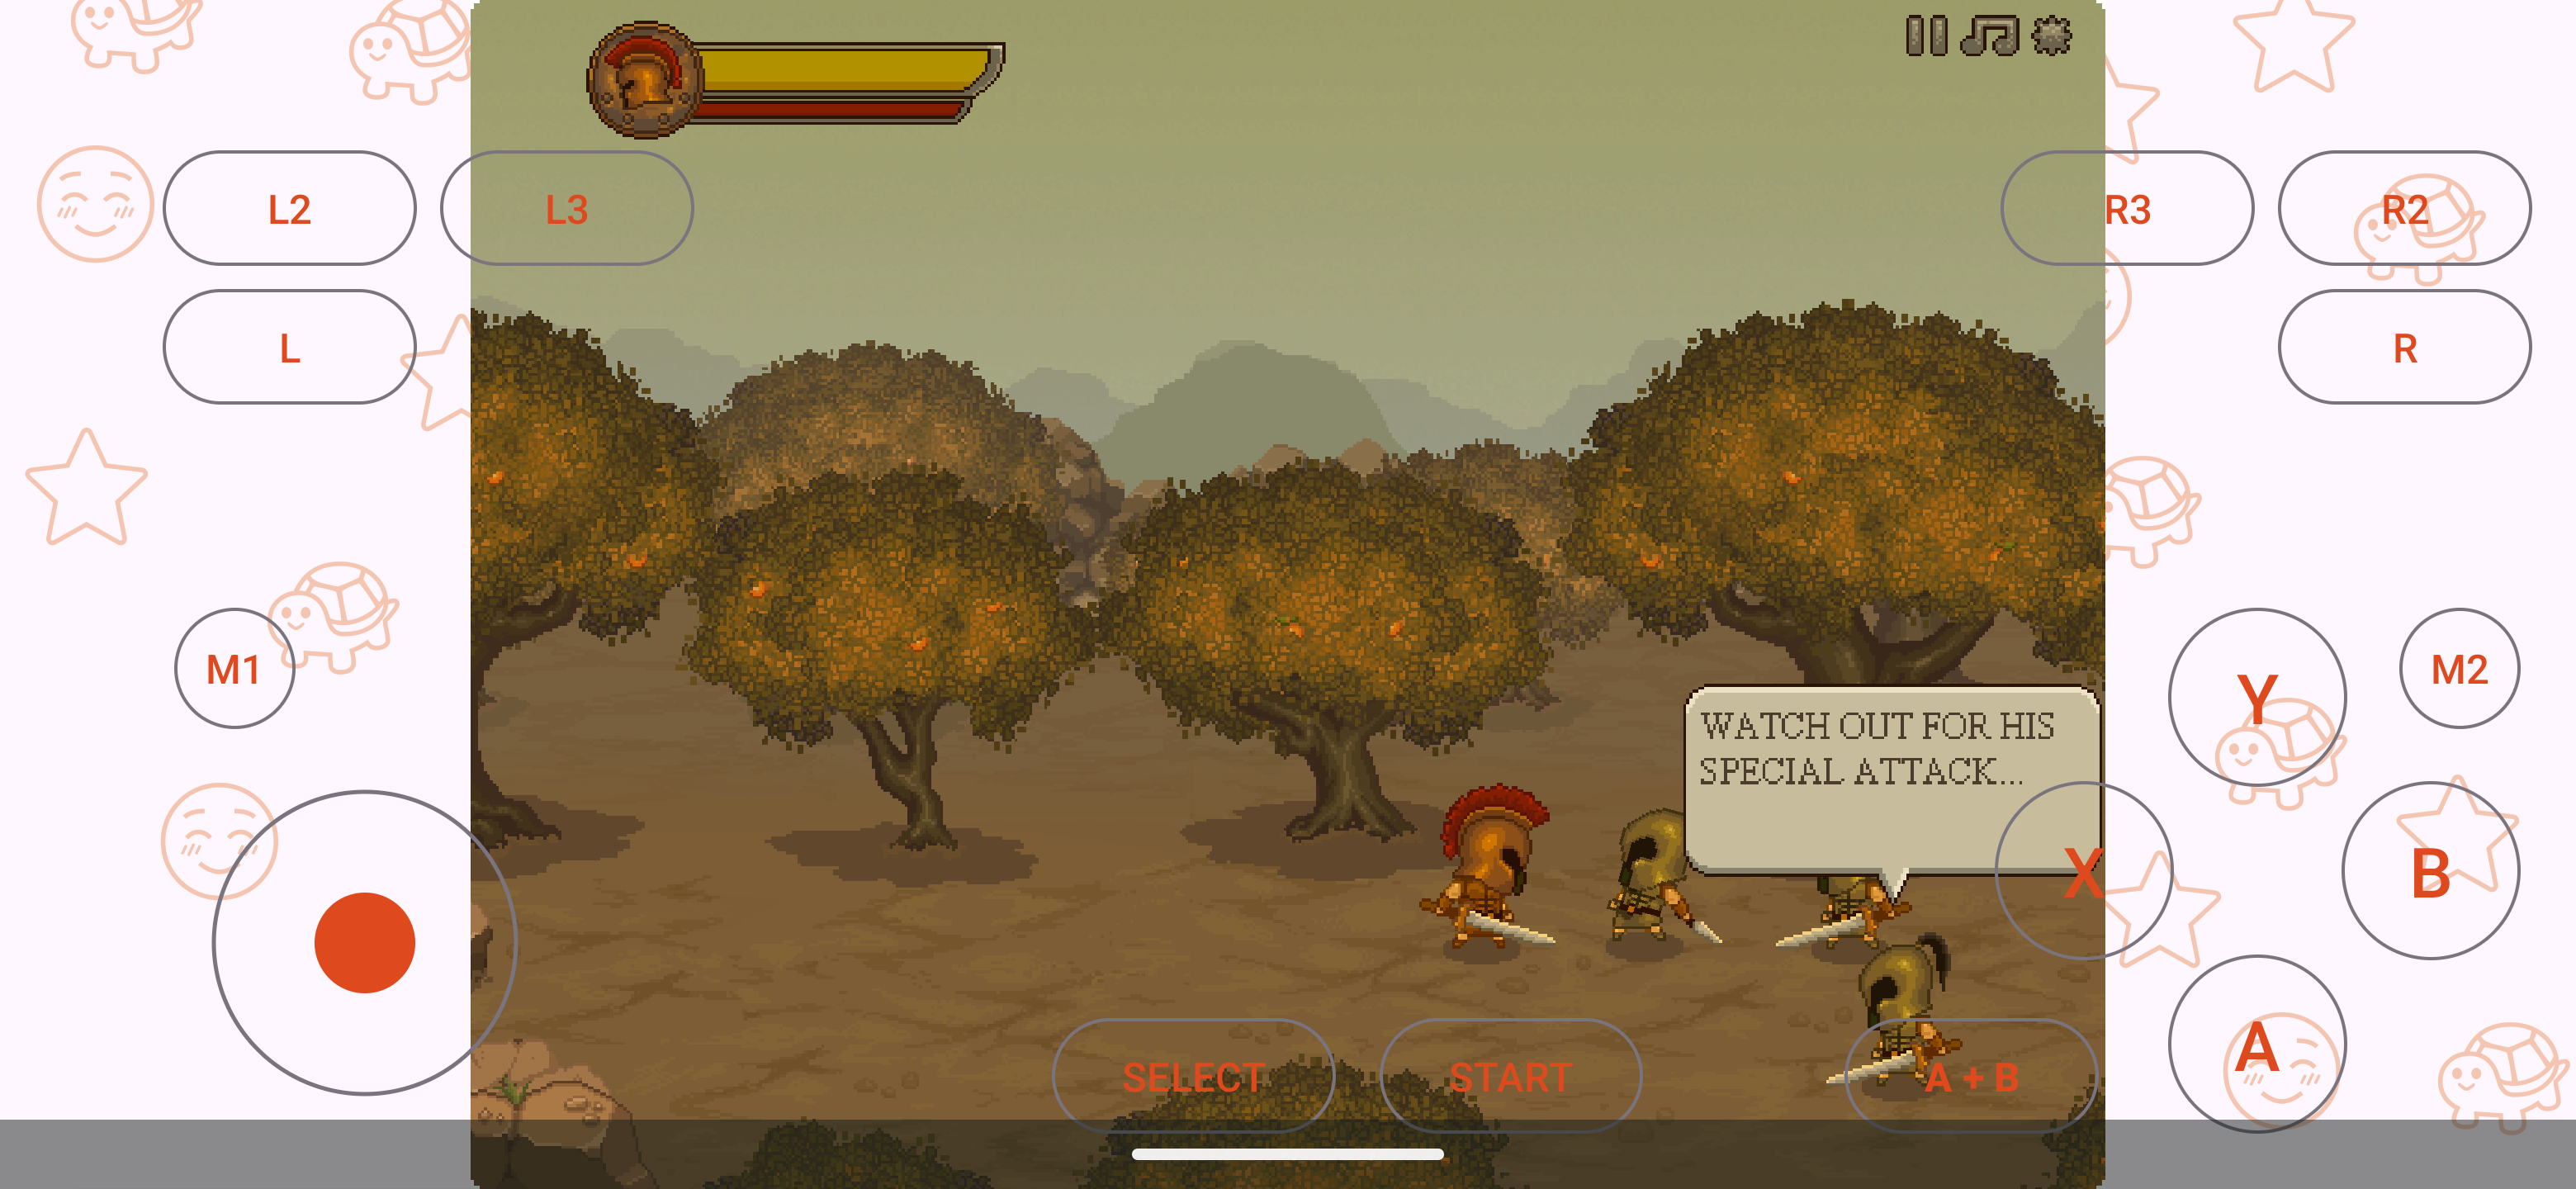 L2
L3
R3
R2
L
R
M1
Y
M2
WATCH OUT FOR HIS
SPECIAL ATTACK...
X
B
A
SELECT
START
A + B